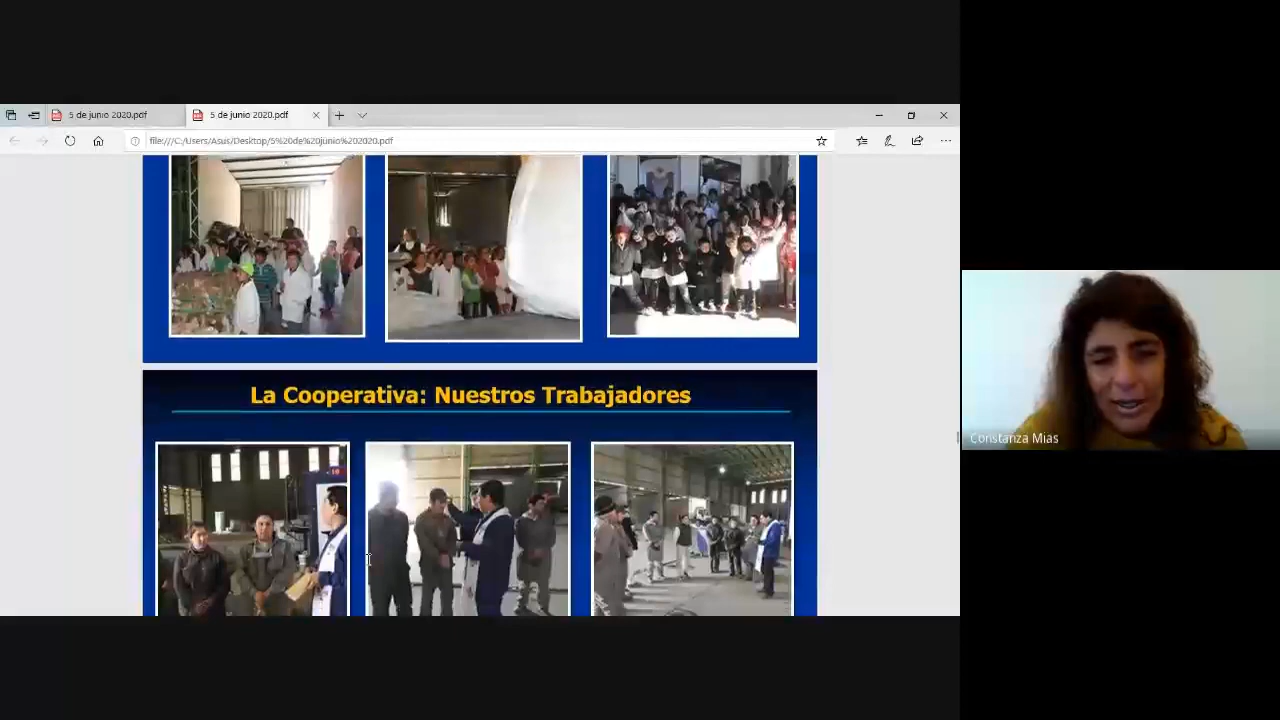 5 de junio 2020.pdf
5 de junio 2020.pdf
file:///C:/Users/Asus/Desktop/5%20de%20junio%202020.pdf
La Cooperativa: Nuestros Trabajadores
Constanza Mias